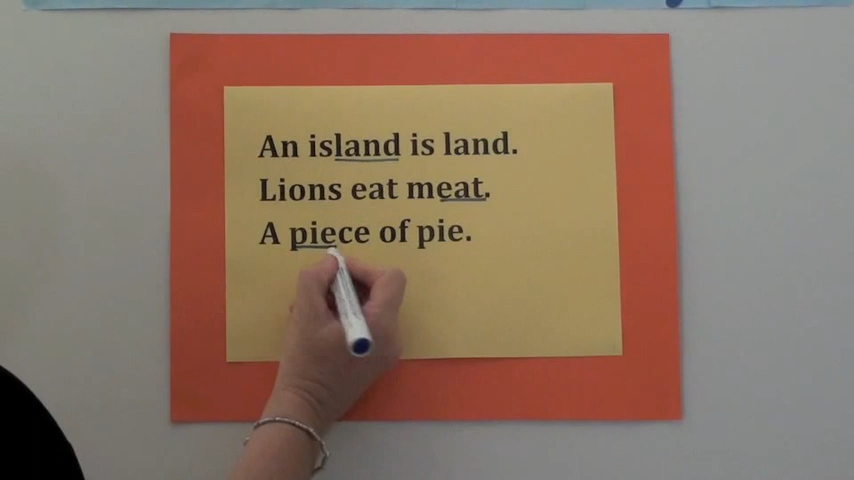 An island is land.
Lions eat meat.
A piece of pie.